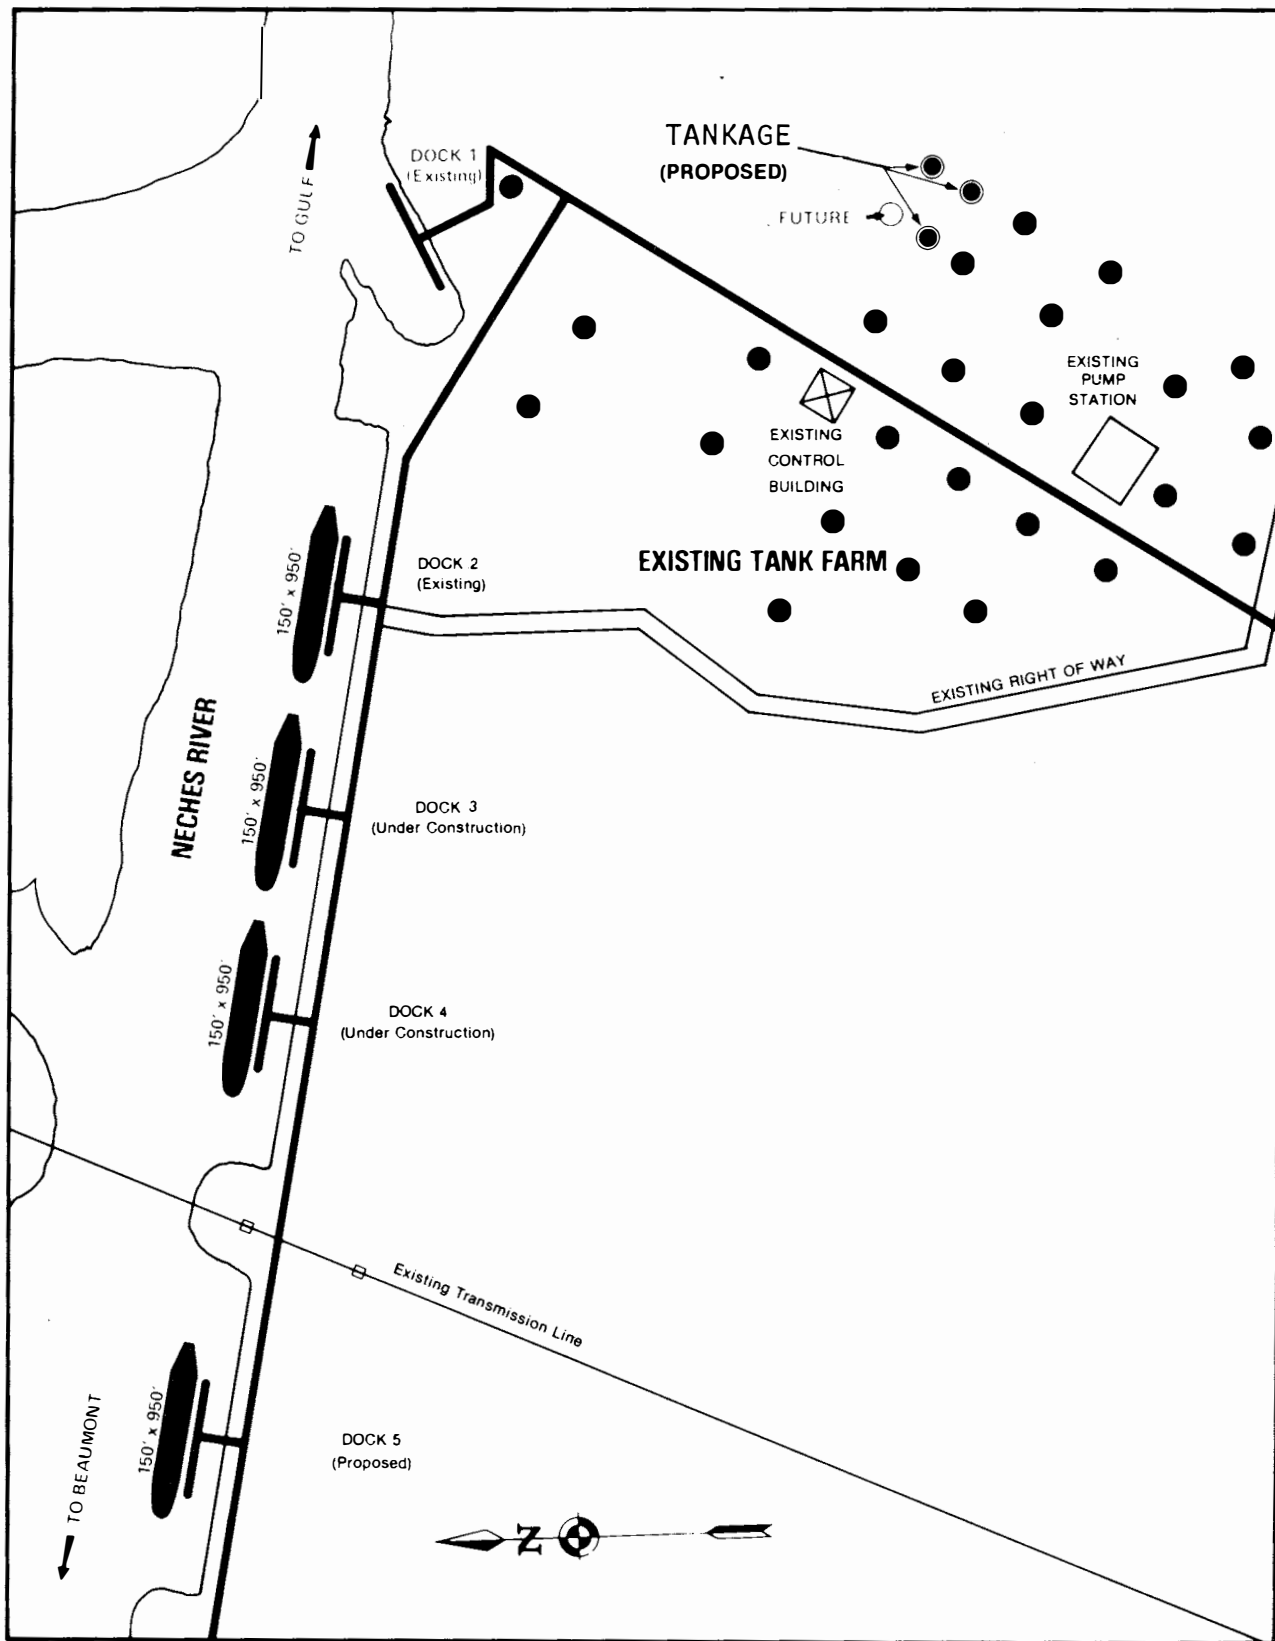 TANKAGE
(PROPOSED)
FUTURE
DOCK 1
(Existing)
TO GULF
EXISTING
PUMP
STATION
EXISTING
CONTROL
BUILDING
EXISTING TANK FARM
DOCK 2
(Existing)
150' x 950'
EXISTING RIGHT OF WAY
NECHES RIVER
150' x 950'
DOCK 3
(Under Construction)
150' x 950'
DOCK 4
(Under Construction)
Existing Transmission Line
150' x 950'
DOCK 5
(Proposed)
TO BEAUMONT
N